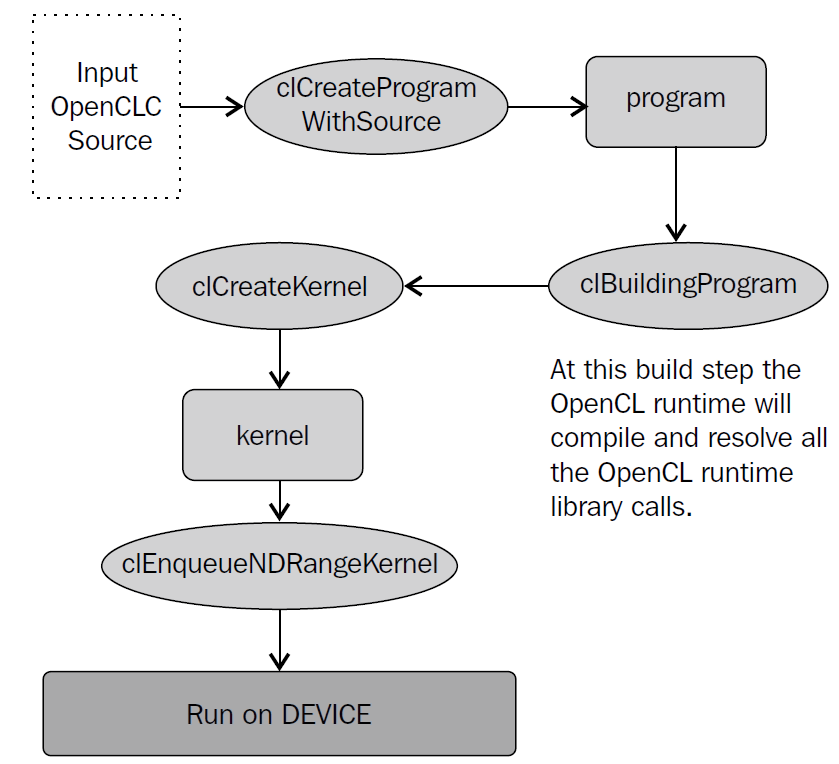 Input
OpenCLC
Source
clCreateProgram
WithSource
program
clCreateKernel
clBuildingProgram
At this build step the
OpenCL runtime will
compile and resolve all
the OpenCL runtime
library calls.
kernel
clEnqueueNDRangeKernel
Run on DEVICE